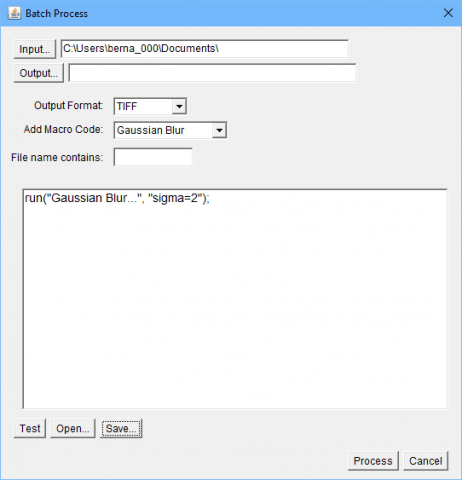 Batch Process
Input... C:\Users\berna_000\Documents\
Output...
Output Format: TIFF
Add Macro Code: Gaussian Blur
File name contains:
run("Gaussian Blur...", "sigma=2");
Test Open... Save...
Process Cancel